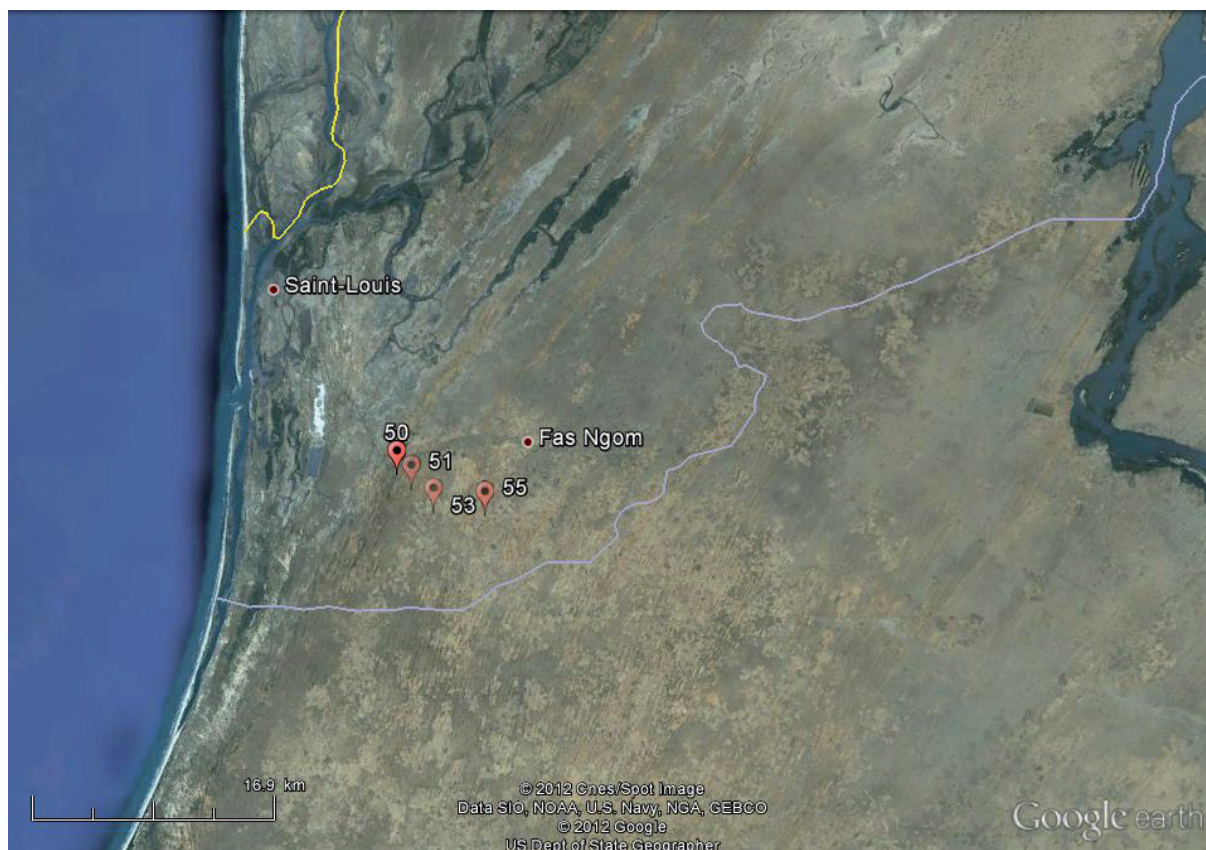 Saint-Louis
50
Fas Ngom
51
55
53
16.9 km
© 2012 Cnes/Spot Image
Data SIO, NOAA, U.S. Navy, NGA, GEBCO
© 2012 Google
US Dept of State Geographer
Google earth